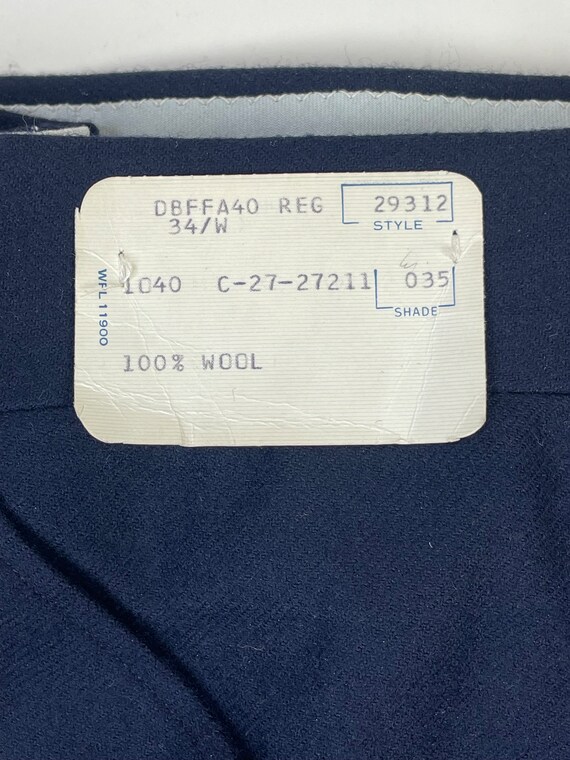 DBFFA40 REG 29312
34/W STYLE
1040 C-27-27211 035
SHADE
100% WOOL
WFL 11900